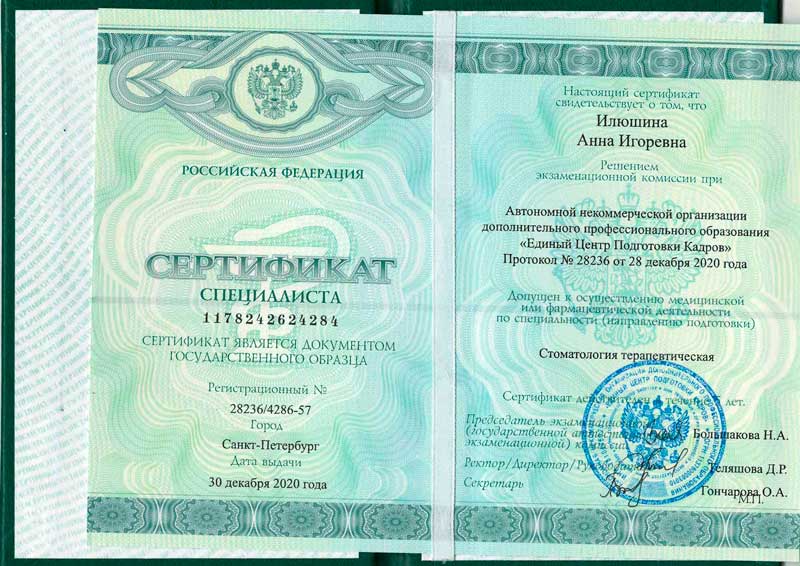 РОССИЙСКАЯ ФЕДЕРАЦИЯ
СЕРТИФИКАТ
СПЕЦИАЛИСТА
1178242624284
СЕРТИФИКАТ ЯВЛЯЕТСЯ ДОКУМЕНТОМ
ГОСУДАРСТВЕННОГО ОБРАЗЦА
Регистрационный №
28236/4286-57
Город
Санкт-Петербург
Дата выдачи
30 декабря 2020 года
Настоящий сертификат
свидетельствует о том, что
Илюшина
Анна Игоревна
Решением
экзаменационной комиссии при
Автономной некоммерческой организации
дополнительного профессионального образования
«Единый Центр Подготовки Кадров»
Протокол № 28236 от 28 декабря 2020 года
Допущен к осуществлению медицинской
или фармацевтической деятельности
по специальности (направлению подготовки)
Стоматология терапевтическая
Сертификат действителен в течение лет.
Председатель экзаменационной
(государственной
экзаменационной) комиссии Большакова Н.А.
Ректор/Директор/Руководитель Теляшова Д.Р.
Секретарь Гончарова О.А.
М.П.